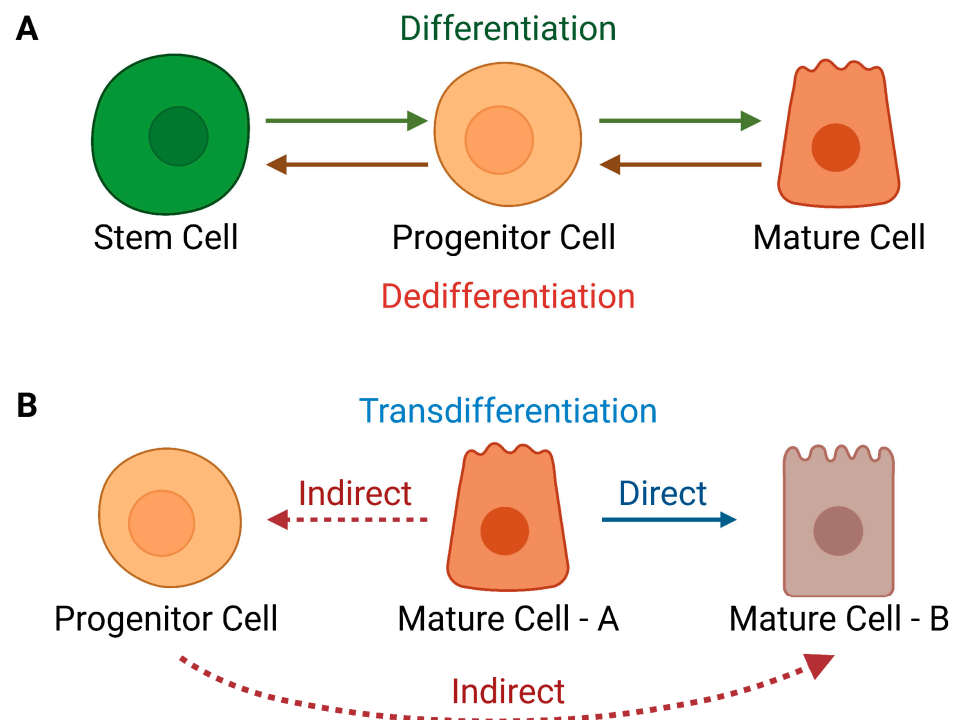 A
Differentiation
Stem Cell
Progenitor Cell
Mature Cell
Dedifferentiation
B
Transdifferentiation
Indirect
Direct
Progenitor Cell
Mature Cell - A
Mature Cell - B
Indirect